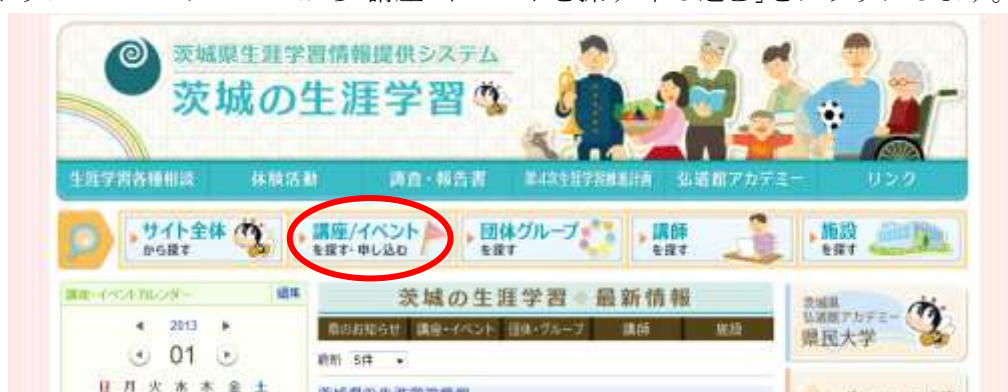 茨城県生涯学習情報提供システム
茨城の生涯学習
生涯学習各種相談 体験活動 調査・報告書 第4次生涯学習推進計画 弘道館アカデミー リンク
サイト全体 から探す
講座/イベント を探す・申し込む
団体グループ を探す
講師 を探す
施設 を探す
講座・イベントカレンダー 編集
2013
01
日 月 火 水 木 金 土
茨城の生涯学習 最新情報
県のお知らせ 講座・イベント 団体・グループ 講師 施設
最新 5件
茨城県
弘道館アカデミー
県民大学